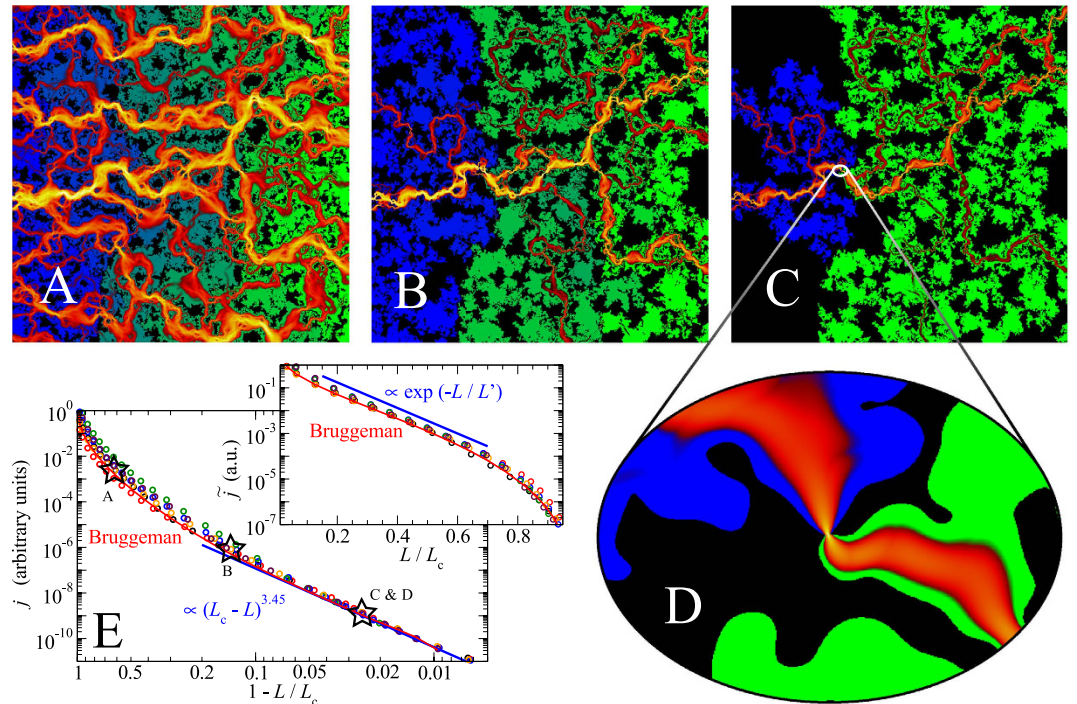 A
B
C
∝ exp (-L / L’)
Bruggeman
10^-1
10^-3
10^-5
10^-7
j̃ (a.u.)
0.2 0.4 0.6 0.8
L / L_c
10^0
10^-2
10^-4
10^-6
10^-8
10^-10
j (arbitrary units)
A
Bruggeman
B
C & D
∝ (L_c - L)^3.45
E
1 0.5 0.2 0.1 0.05 0.02 0.01
1 - L / L_c
D